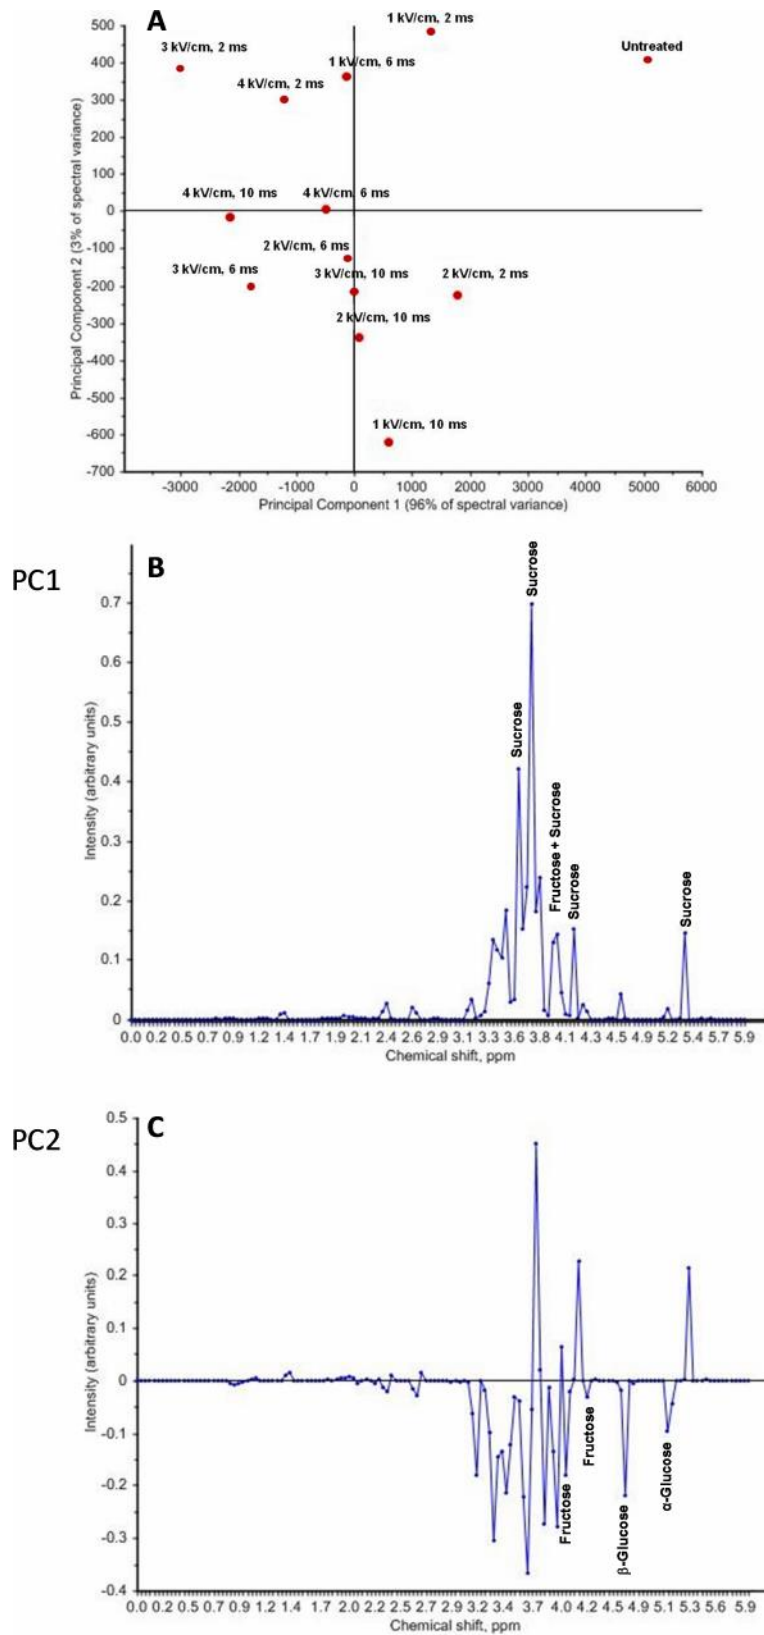 A
500
400
300
200
100
0
-100
-200
-300
-400
-500
-600
-700
Principal Component 2 (3% of spectral variance)
1 kV/cm, 2 ms
3 kV/cm, 2 ms
Untreated
1 kV/cm, 6 ms
4 kV/cm, 2 ms
4 kV/cm, 10 ms
4 kV/cm, 6 ms
2 kV/cm, 6 ms
3 kV/cm, 6 ms
3 kV/cm, 10 ms
2 kV/cm, 2 ms
2 kV/cm, 10 ms
1 kV/cm, 10 ms
-3000 -2000 -1000 0 1000 2000 3000 4000 5000 6000
Principal Component 1 (96% of spectral variance)
PC1
B
0.7
0.6
0.5
0.4
0.3
0.2
0.1
0
Intensity (arbitrary units)
Sucrose
Sucrose
Fructose + Sucrose
Sucrose
Sucrose
0.0 0.2 0.5 0.7 0.9 1.2 1.4 1.7 1.9 2.1 2.4 2.6 2.9 3.1 3.3 3.6 3.8 4.1 4.3 4.5 4.9 5.2 5.4 5.7 5.9
Chemical shift, ppm
PC2
C
0.5
0.4
0.3
0.2
0.1
0
-0.1
-0.2
-0.3
-0.4
Intensity (arbitrary units)
Fructose
Fructose
β-Glucose
α-Glucose
0.0 0.2 0.4 0.7 0.9 1.2 1.4 1.7 2.0 2.2 2.4 2.7 2.9 3.2 3.4 3.7 4.0 4.2 4.4 4.8 5.1 5.3 5.6 5.9
Chemical shift, ppm